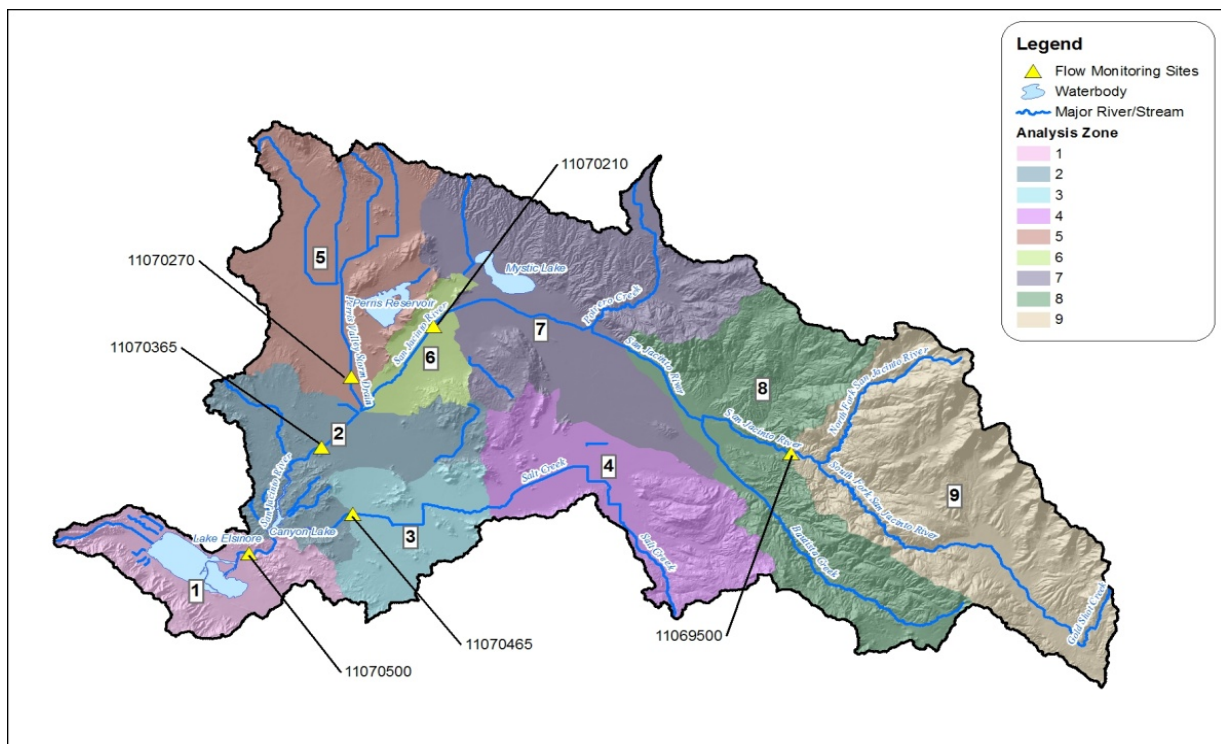 Legend
Flow Monitoring Sites
Waterbody
Major River/Stream
Analysis Zone
1
2
3
4
5
6
7
8
9
11070210
11070270
11070365
11070465
11070500
11069500
5
Perris Reservoir
Perris Valley Storm Drain
Mystic Lake
San Jacinto River
6
7
Potrero Creek
San Jacinto River
8
San Jacinto River
North Fork San Jacinto River
South Fork San Jacinto River
9
Gold Shot Creek
Bautista Creek
2
San Jacinto River
Canyon Lake
Lake Elsinore
1
3
Salt Creek
4
Salt Creek